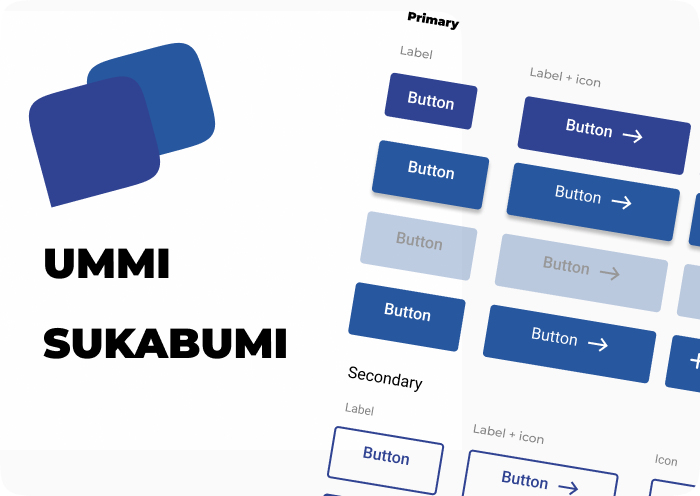 UMMI
SUKABUMI
Primary
Label
Label + icon
Button
Button →
Button
Button →
Button
Button →
Button
Button →
+
Secondary
Label
Label + icon
Icon
Button
Button →